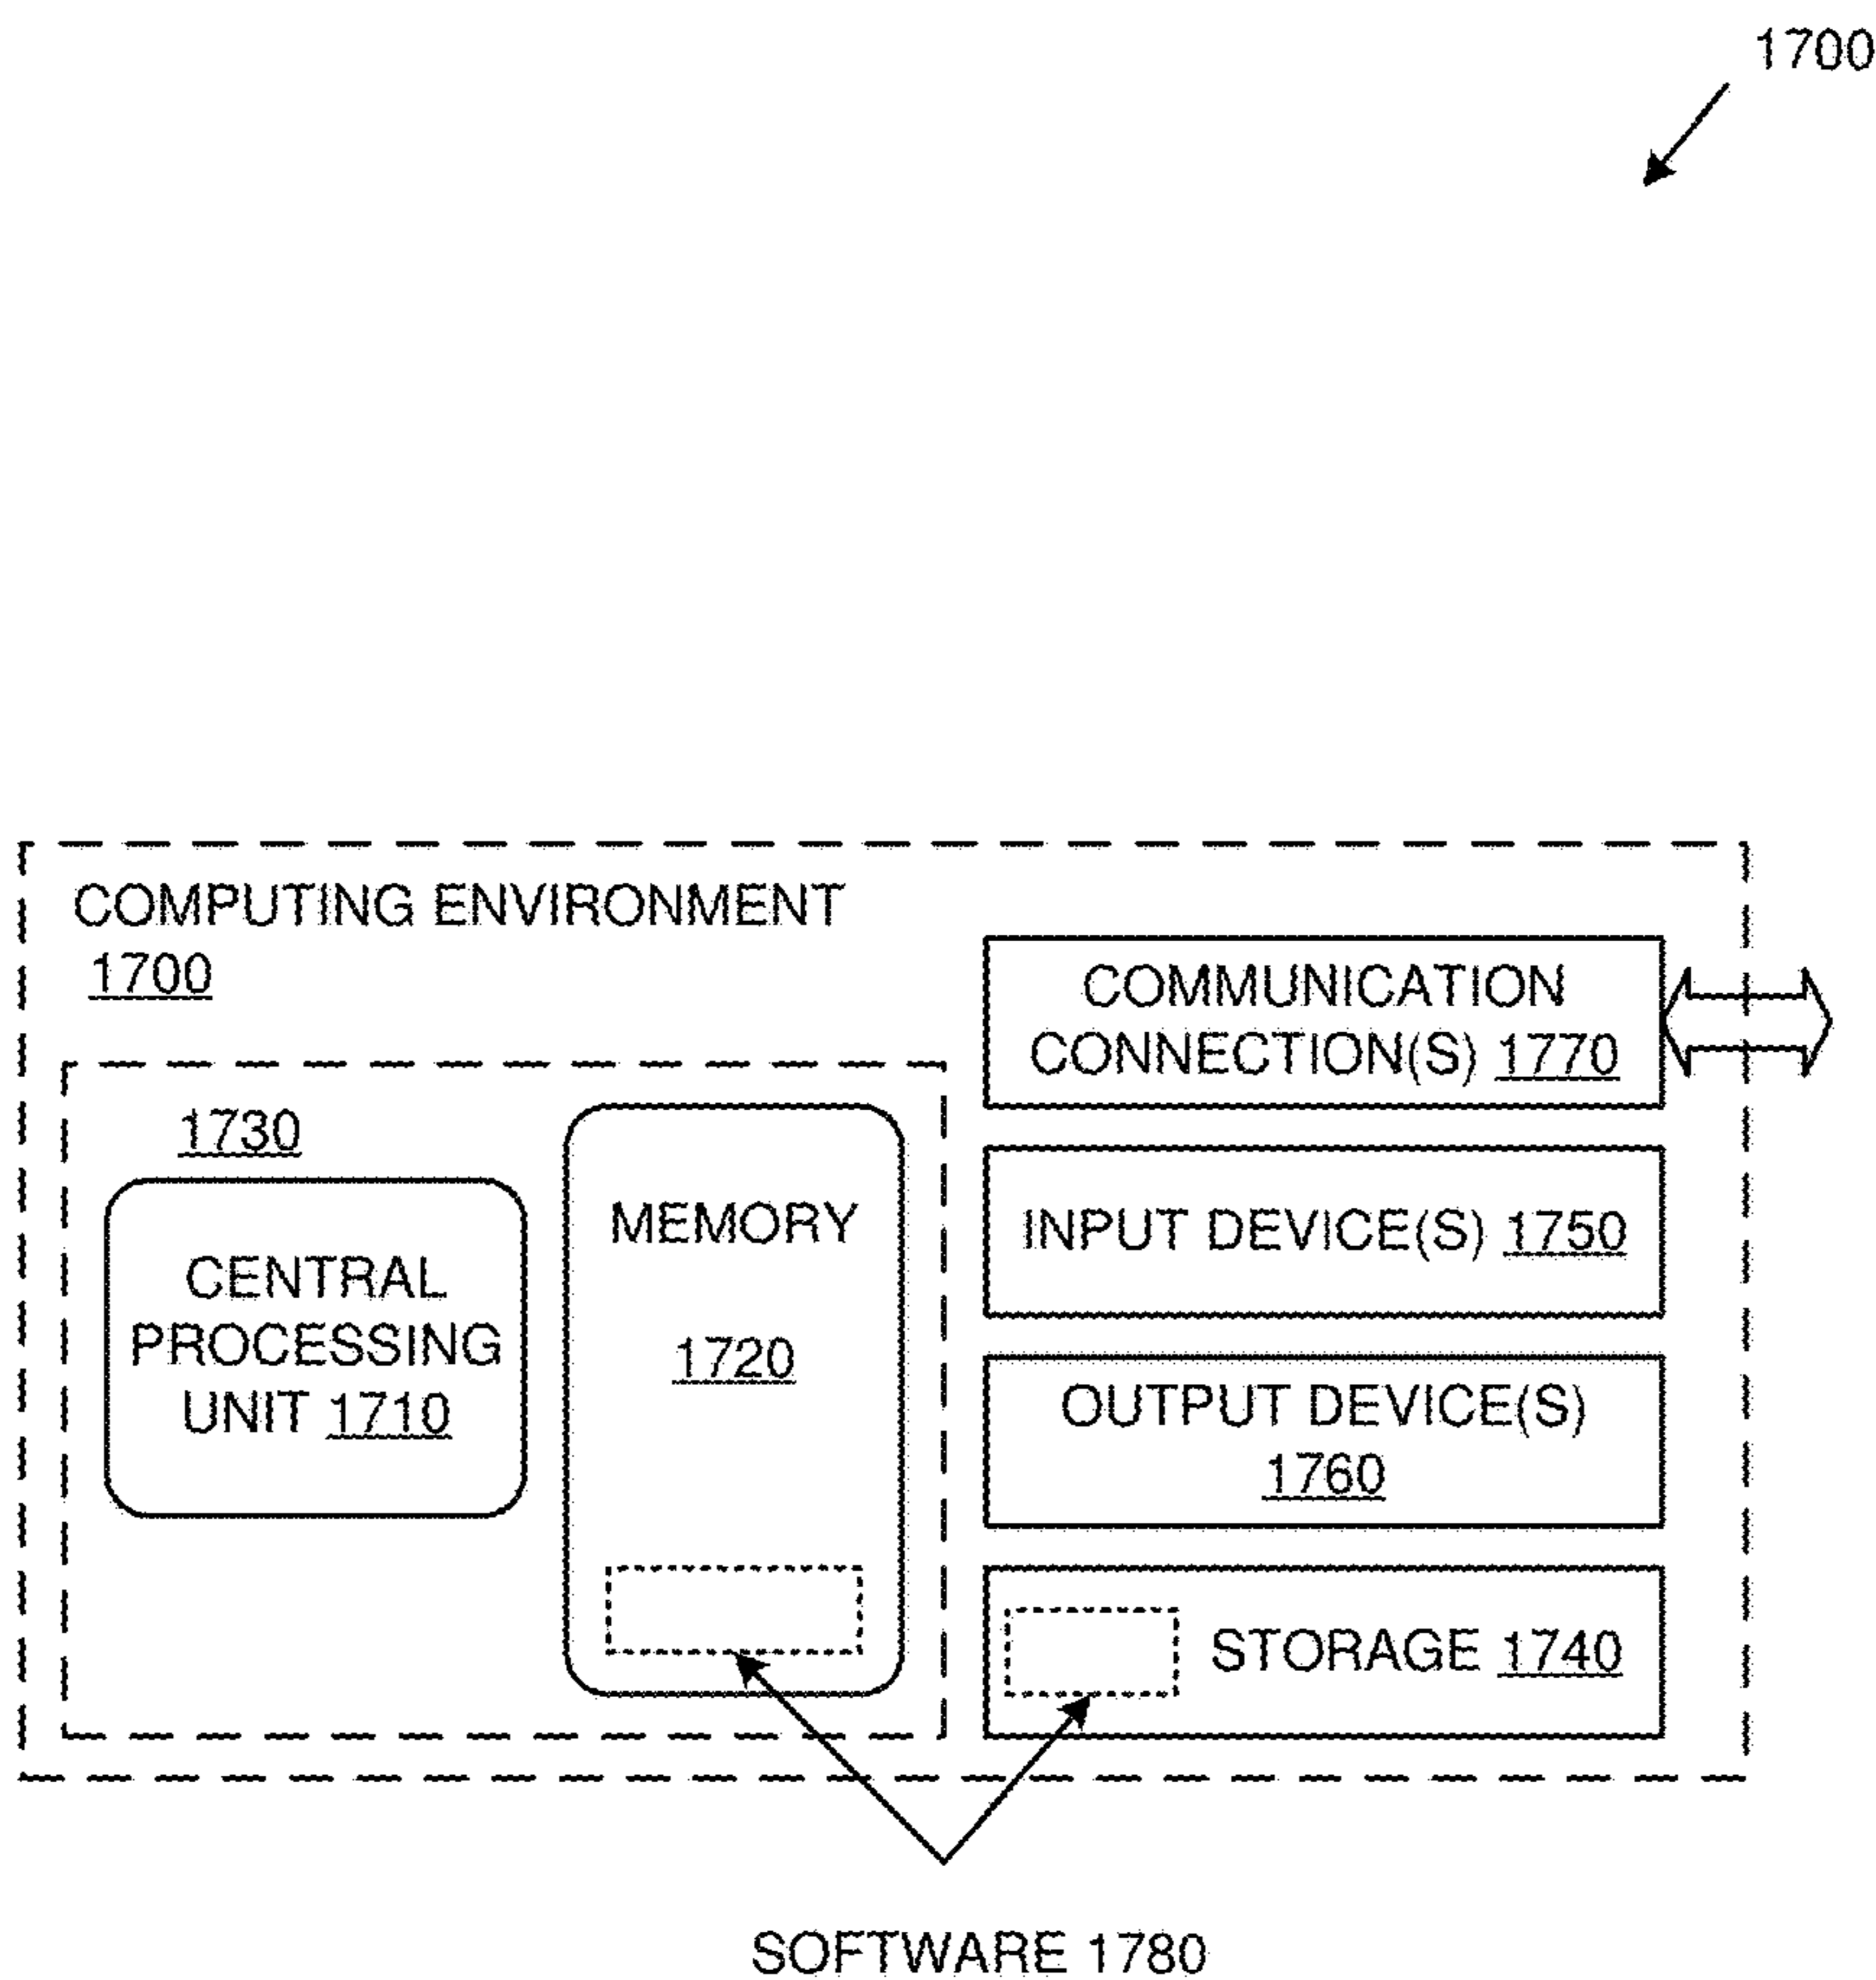 1700
COMPUTING ENVIRONMENT
1700
1730
CENTRAL
PROCESSING
UNIT 1710
MEMORY
1720
COMMUNICATION
CONNECTION(S) 1770
INPUT DEVICE(S) 1750
OUTPUT DEVICE(S)
1760
STORAGE 1740
SOFTWARE 1780